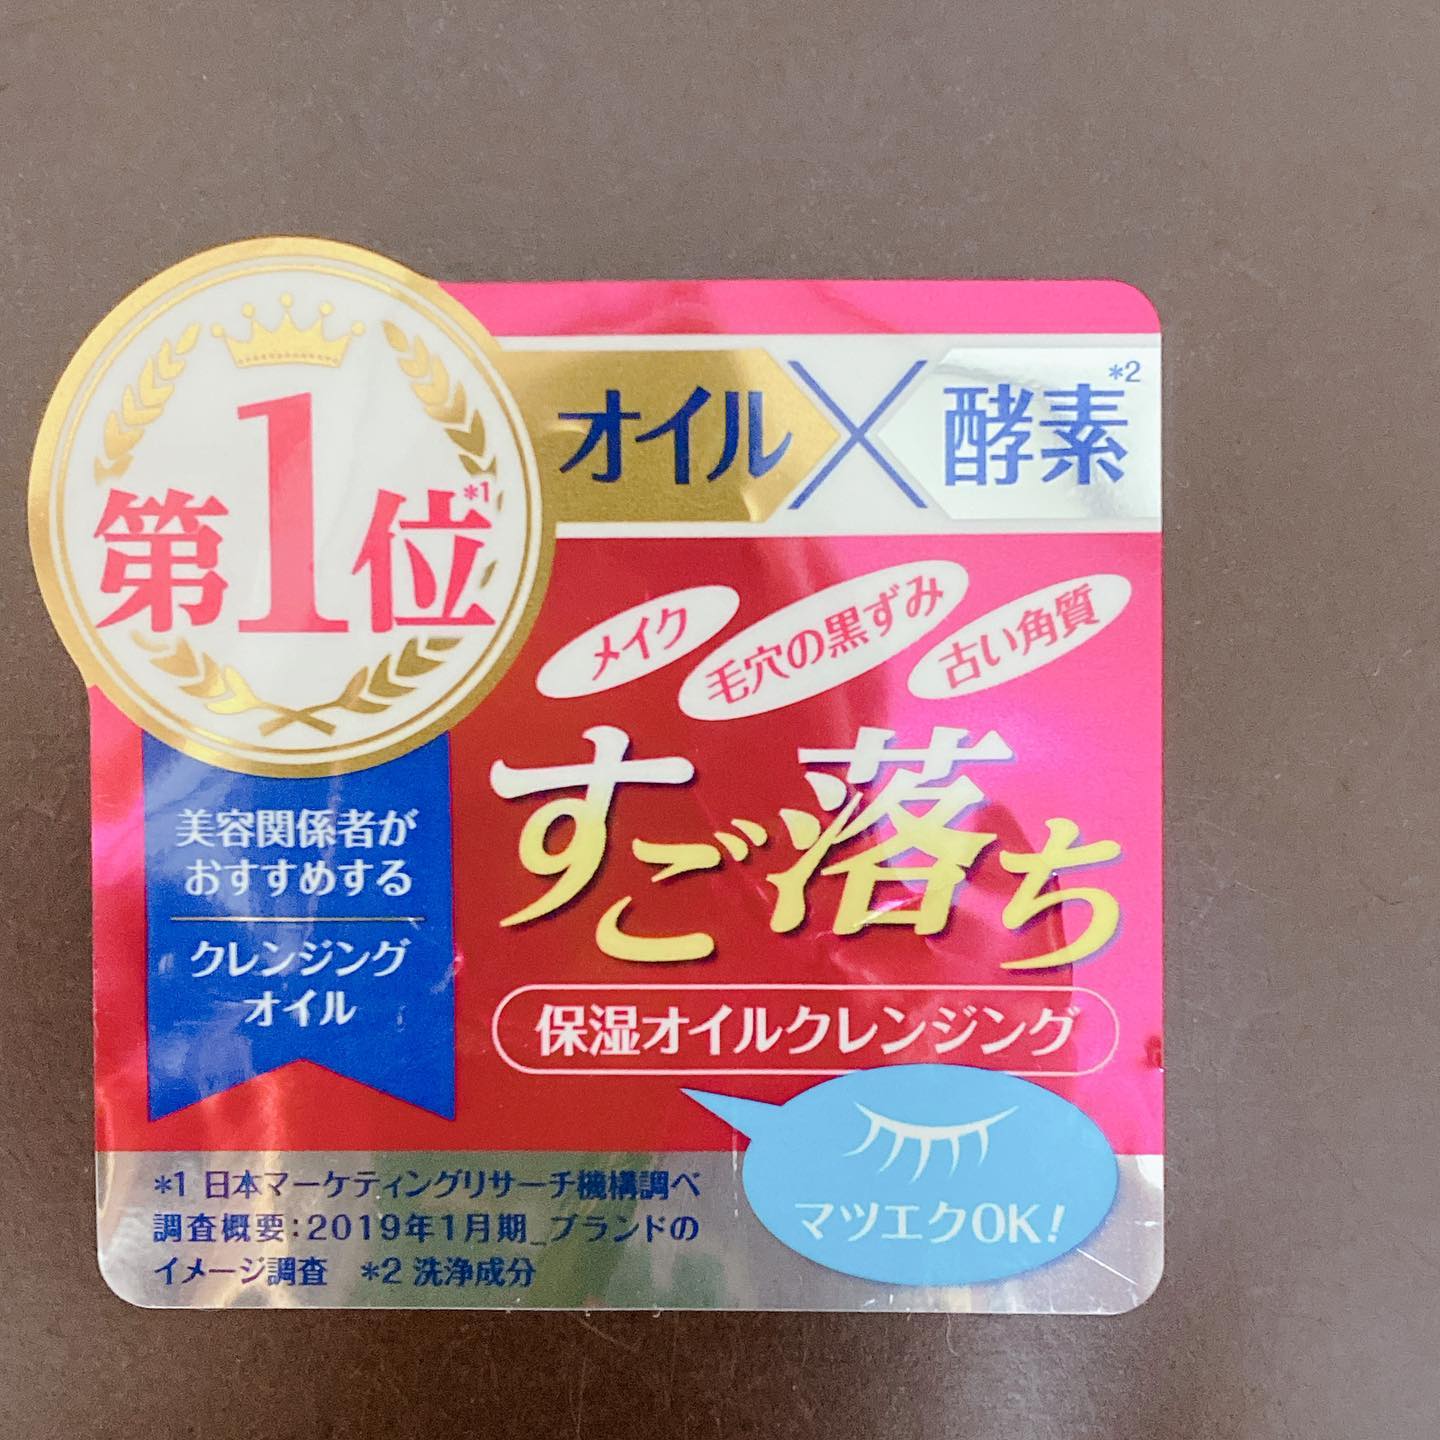 第1位*1
オイル×酵素*2
メイク
毛穴の黒ずみ
古い角質
すご落ち
保湿オイルクレンジング
美容関係者が
おすすめする
クレンジング
オイル
マツエクOK!
*1 日本マーケティングリサーチ機構調べ
調査概要:2019年1月期_ブランドの
イメージ調査 *2 洗浄成分